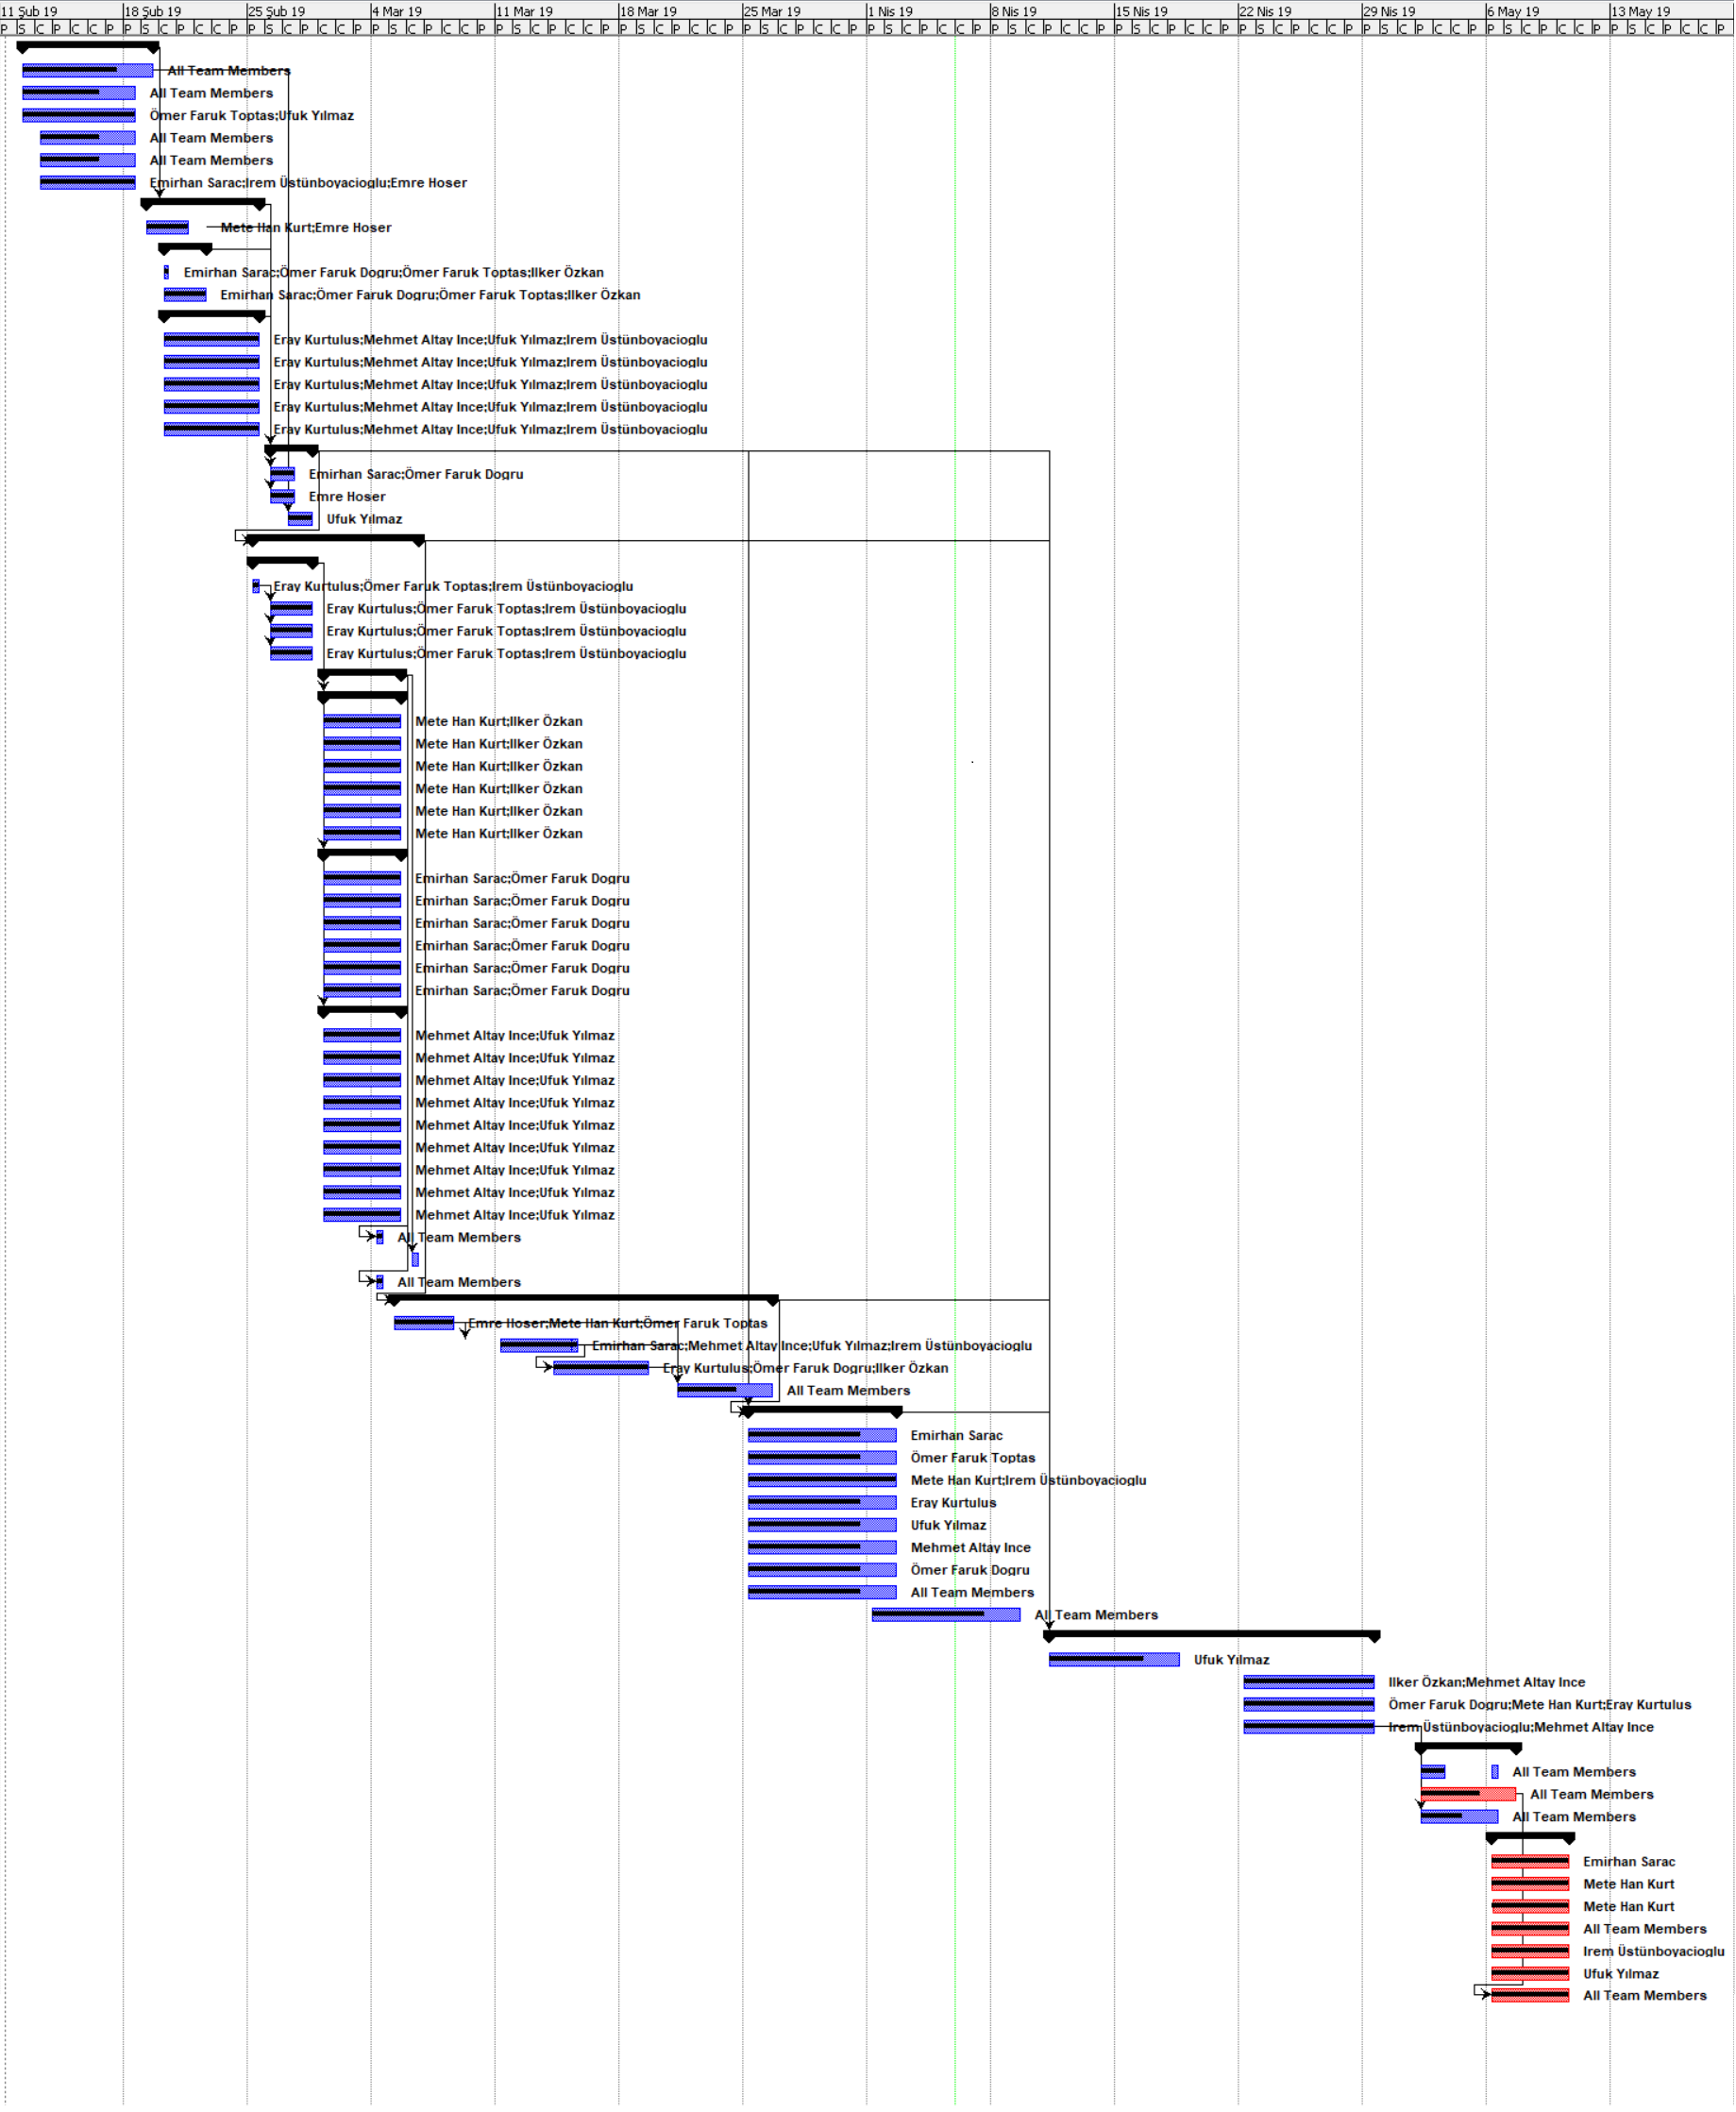 11 Şub 19 18 Şub 19 25 Şub 19 4 Mar 19 11 Mar 19 18 Mar 19 25 Mar 19 1 Nis 19 8 Nis 19 15 Nis 19 22 Nis 19 29 Nis 19 6 May 19 13 May 19
P S C P C C P P S C P C C P P S C P C C P P S C P C C P P S C P C C P P S C P C C P P S C P C C P P S C P C C P P S C P C C P P S C P C C P P S C P C C P P S C P C C P P S C P C C P P S C P C C P
All Team Members
All Team Members
Ömer Faruk Toptas;Ufuk Yılmaz
All Team Members
All Team Members
Emirhan Sarac;Irem Üstünboyacioglu;Emre Hoser
Mete Han Kurt;Emre Hoser
Emirhan Sarac;Ömer Faruk Dogru;Ömer Faruk Toptas;Ilker Özkan
Emirhan Sarac;Ömer Faruk Dogru;Ömer Faruk Toptas;Ilker Özkan
Eray Kurtulus;Mehmet Altay Ince;Ufuk Yılmaz;Irem Üstünboyacioglu
Eray Kurtulus;Mehmet Altay Ince;Ufuk Yılmaz;Irem Üstünboyacioglu
Eray Kurtulus;Mehmet Altay Ince;Ufuk Yılmaz;Irem Üstünboyacioglu
Eray Kurtulus;Mehmet Altay Ince;Ufuk Yılmaz;Irem Üstünboyacioglu
Eray Kurtulus;Mehmet Altay Ince;Ufuk Yılmaz;Irem Üstünboyacioglu
Emirhan Sarac;Ömer Faruk Dogru
Emre Hoser
Ufuk Yılmaz
Eray Kurtulus;Ömer Faruk Toptas;Irem Üstünboyacioglu
Eray Kurtulus;Ömer Faruk Toptas;Irem Üstünboyacioglu
Eray Kurtulus;Ömer Faruk Toptas;Irem Üstünboyacioglu
Eray Kurtulus;Ömer Faruk Toptas;Irem Üstünboyacioglu
Mete Han Kurt;Ilker Özkan
Mete Han Kurt;Ilker Özkan
Mete Han Kurt;Ilker Özkan
Mete Han Kurt;Ilker Özkan
Mete Han Kurt;Ilker Özkan
Mete Han Kurt;Ilker Özkan
Emirhan Sarac;Ömer Faruk Dogru
Emirhan Sarac;Ömer Faruk Dogru
Emirhan Sarac;Ömer Faruk Dogru
Emirhan Sarac;Ömer Faruk Dogru
Emirhan Sarac;Ömer Faruk Dogru
Emirhan Sarac;Ömer Faruk Dogru
Mehmet Altay Ince;Ufuk Yılmaz
Mehmet Altay Ince;Ufuk Yılmaz
Mehmet Altay Ince;Ufuk Yılmaz
Mehmet Altay Ince;Ufuk Yılmaz
Mehmet Altay Ince;Ufuk Yılmaz
Mehmet Altay Ince;Ufuk Yılmaz
Mehmet Altay Ince;Ufuk Yılmaz
Mehmet Altay Ince;Ufuk Yılmaz
Mehmet Altay Ince;Ufuk Yılmaz
All Team Members
All Team Members
Emre Hoser;Mete Han Kurt;Ömer Faruk Toptas
Emirhan Sarac;Mehmet Altay Ince;Ufuk Yılmaz;Irem Üstünboyacioglu
Eray Kurtulus;Ömer Faruk Dogru;Ilker Özkan
All Team Members
Emirhan Sarac
Ömer Faruk Toptas
Mete Han Kurt;Irem Üstünboyacioglu
Eray Kurtulus
Ufuk Yılmaz
Mehmet Altay Ince
Ömer Faruk Dogru
All Team Members
All Team Members
Ufuk Yılmaz
Ilker Özkan;Mehmet Altay Ince
Ömer Faruk Dogru;Mete Han Kurt;Eray Kurtulus
Irem Üstünboyacioglu;Mehmet Altay Ince
All Team Members
All Team Members
All Team Members
Emirhan Sarac
Mete Han Kurt
Mete Han Kurt
All Team Members
Irem Üstünboyacioglu
Ufuk Yılmaz
All Team Members